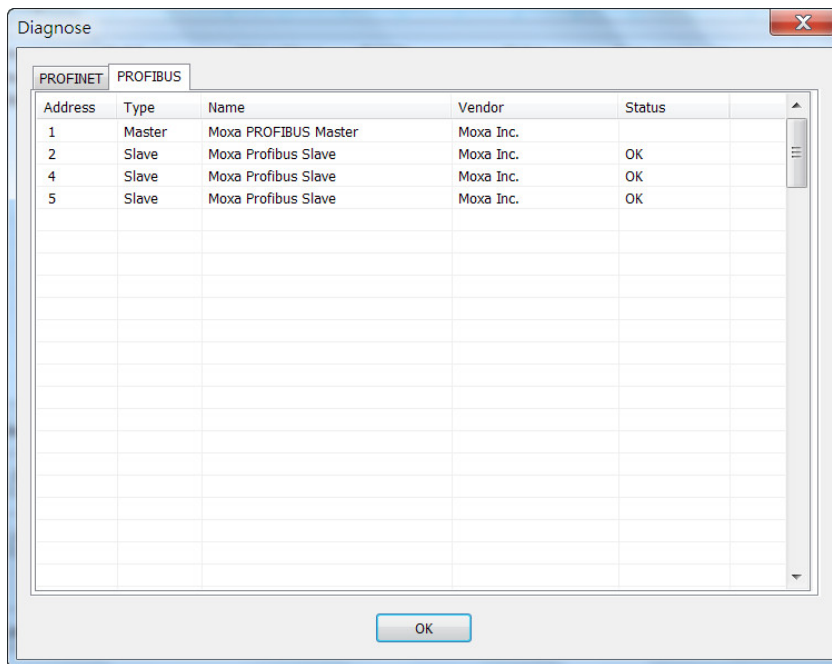 Diagnose
PROFINET PROFIBUS
Address Type Name Vendor Status
1 Master Moxa PROFIBUS Master Moxa Inc.
2 Slave Moxa Profibus Slave Moxa Inc. OK
4 Slave Moxa Profibus Slave Moxa Inc. OK
5 Slave Moxa Profibus Slave Moxa Inc. OK
OK